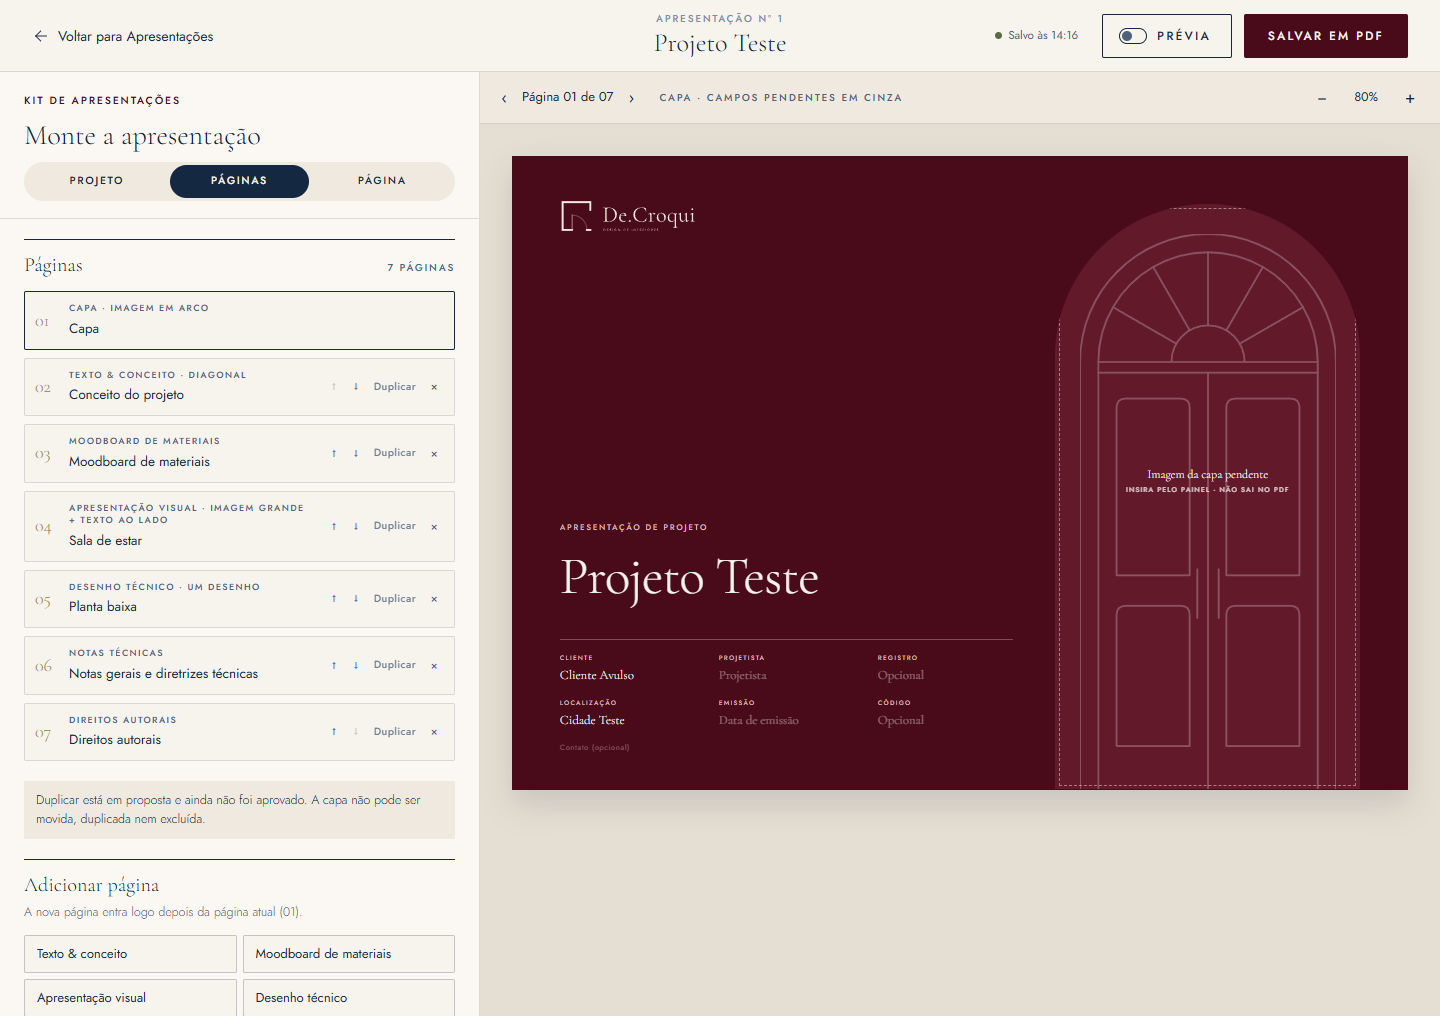 Voltar para Apresentações
APRESENTAÇÃO Nº 1
Projeto Teste
Salvo às 14:16
PRÉVIA
SALVAR EM PDF
KIT DE APRESENTAÇÕES
Monte a apresentação
PROJETO
PÁGINAS
PÁGINA
Página 01 de 07
CAPA · CAMPOS PENDENTES EM CINZA
− 80% +
Páginas
7 PÁGINAS
01
CAPA · IMAGEM EM ARCO
Capa
02
TEXTO & CONCEITO · DIAGONAL
Conceito do projeto
↑ ↓ Duplicar ×
03
MOODBOARD DE MATERIAIS
Moodboard de materiais
↑ ↓ Duplicar ×
04
APRESENTAÇÃO VISUAL · IMAGEM GRANDE
+ TEXTO AO LADO
Sala de estar
↑ ↓ Duplicar ×
05
DESENHO TÉCNICO · UM DESENHO
Planta baixa
↑ ↓ Duplicar ×
06
NOTAS TÉCNICAS
Notas gerais e diretrizes técnicas
↑ ↓ Duplicar ×
07
DIREITOS AUTORAIS
Direitos autorais
↑ ↓ Duplicar ×
Duplicar está em proposta e ainda não foi aprovado. A capa não pode ser
movida, duplicada nem excluída.
Adicionar página
A nova página entra logo depois da página atual (01).
Texto & conceito
Moodboard de materiais
Apresentação visual
Desenho técnico
De.Croqui
DESIGN DE INTERIORES
Imagem da capa pendente
INSIRA PELO PAINEL · NÃO SAI NO PDF
APRESENTAÇÃO DE PROJETO
Projeto Teste
CLIENTE
Cliente Avulso
PROJETISTA
Projetista
REGISTRO
Opcional
LOCALIZAÇÃO
Cidade Teste
EMISSÃO
Data de emissão
CÓDIGO
Opcional
Contato (opcional)